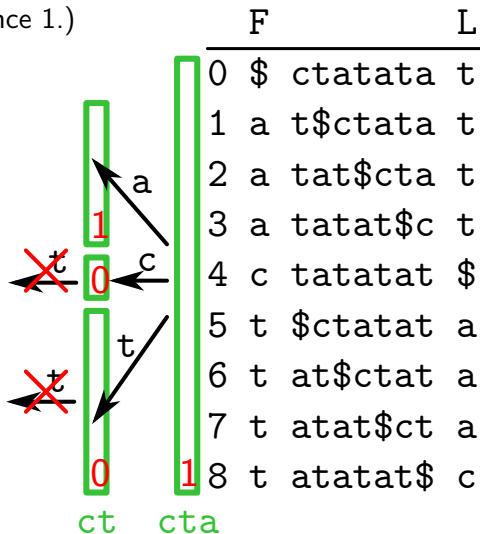 nce 1.)
F L
0 $ ctatata t
1 a t$ctata t
2 a tat$cta t
a
3 a tatat$c t
1
t 0 c
4 c tatatat $
5 t $ctatat a
t
6 t at$ctat a
t
7 t atat$ct a
0 1
8 t atatat$ c
ct cta